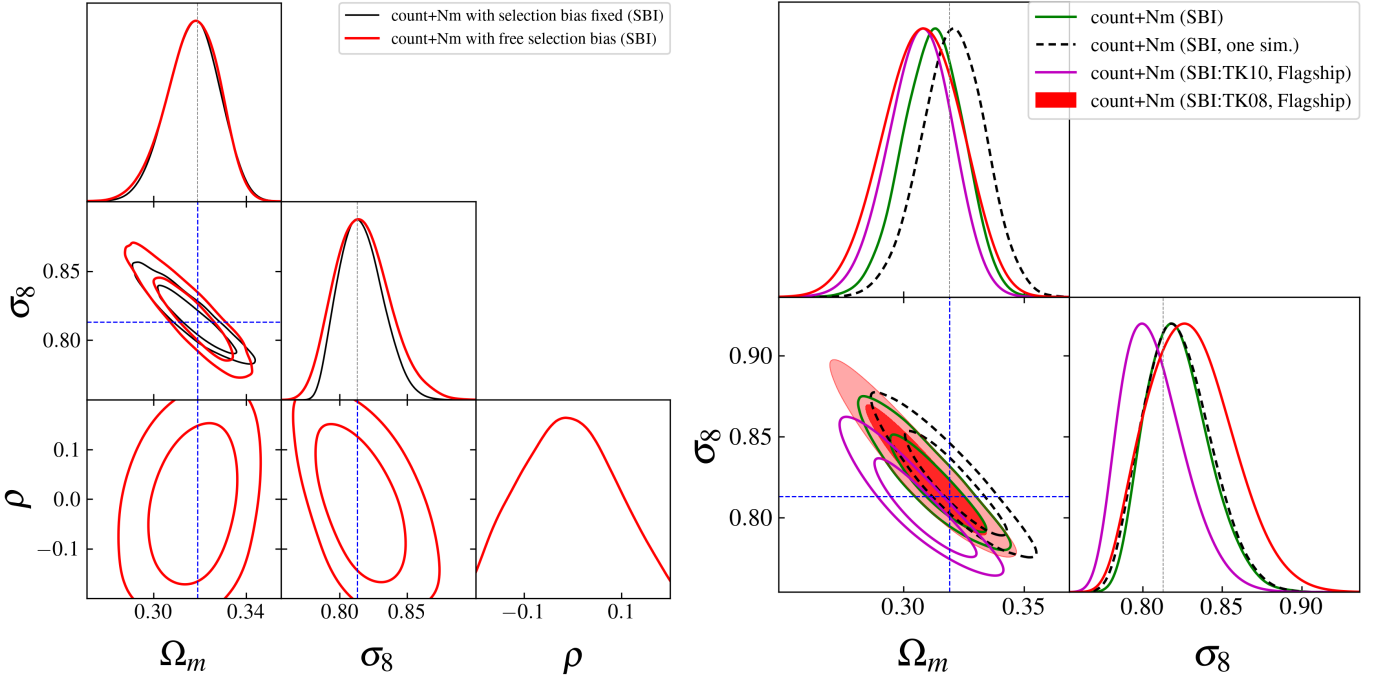 count+Nm with selection bias fixed (SBI)
count+Nm with free selection bias (SBI)
0.85
0.80
σ8
0.1
0.0
−0.1
ρ
0.30 0.34
0.80 0.85
−0.1 0.1
Ωm σ8 ρ
count+Nm (SBI)
count+Nm (SBI, one sim.)
count+Nm (SBI:TK10, Flagship)
count+Nm (SBI:TK08, Flagship)
0.90
0.85
0.80
σ8
0.30 0.35
0.80 0.85 0.90
Ωm σ8